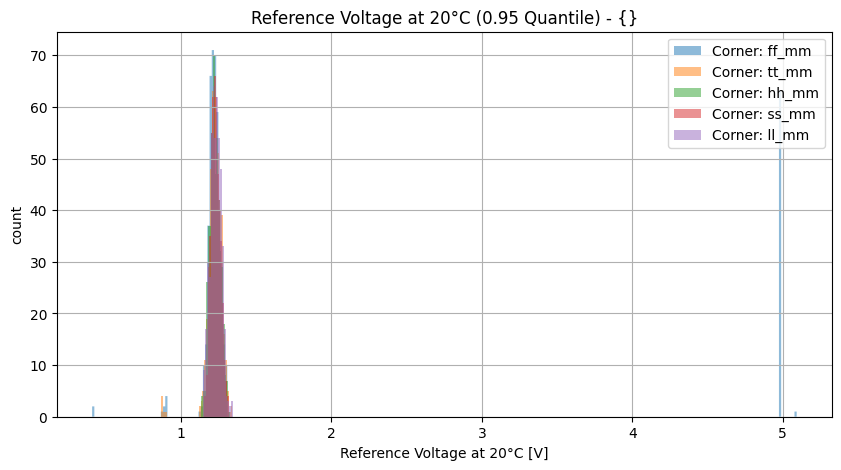 Reference Voltage at 20°C (0.95 Quantile) - {}
count
70
60
50
40
30
20
10
0
Corner: ff_mm
Corner: tt_mm
Corner: hh_mm
Corner: ss_mm
Corner: ll_mm
1 2 3 4 5
Reference Voltage at 20°C [V]